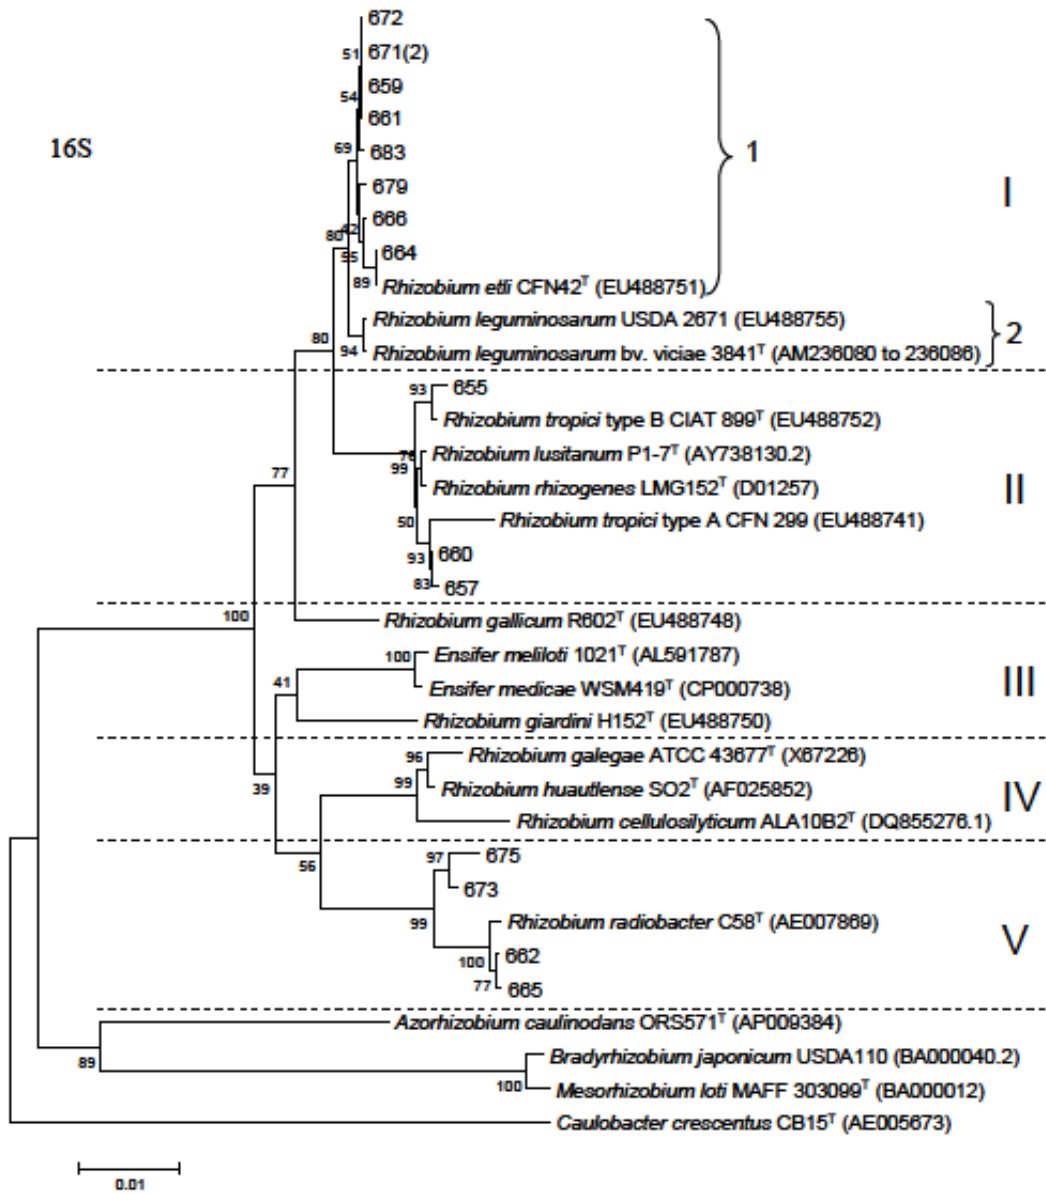 672
51
671(2)
659
54
661
16S
69
683
1
679
I
666
42
80
55
664
89
Rhizobium etli CFN42ᵀ (EU488751)
Rhizobium leguminosarum USDA 2671 (EU488755)
2
80
94
Rhizobium leguminosarum bv. viciae 3841ᵀ (AM236080 to 236086)
93
655
Rhizobium tropici type B CIAT 899ᵀ (EU488752)
76
Rhizobium lusitanum P1-7ᵀ (AY738130.2)
99
77
Rhizobium rhizogenes LMG152ᵀ (D01257)
II
50
Rhizobium tropici type A CFN 299 (EU488741)
93
660
83
657
100
Rhizobium gallicum R602ᵀ (EU488748)
100
Ensifer meliloti 1021ᵀ (AL591787)
41
Ensifer medicae WSM419ᵀ (CP000738)
III
Rhizobium giardini H152ᵀ (EU488750)
96
Rhizobium galegae ATCC 43677ᵀ (X67226)
99
39
Rhizobium huautlense SO2ᵀ (AF025852)
IV
Rhizobium cellulosilyticum ALA10B2ᵀ (DQ855276.1)
56
97
675
673
99
Rhizobium radiobacter C58ᵀ (AE007869)
V
100
662
77
665
Azorhizobium caulinodans ORS571ᵀ (AP009384)
89
Bradyrhizobium japonicum USDA110 (BA000040.2)
100
Mesorhizobium loti MAFF 303099ᵀ (BA000012)
Caulobacter crescentus CB15ᵀ (AE005673)
0.01